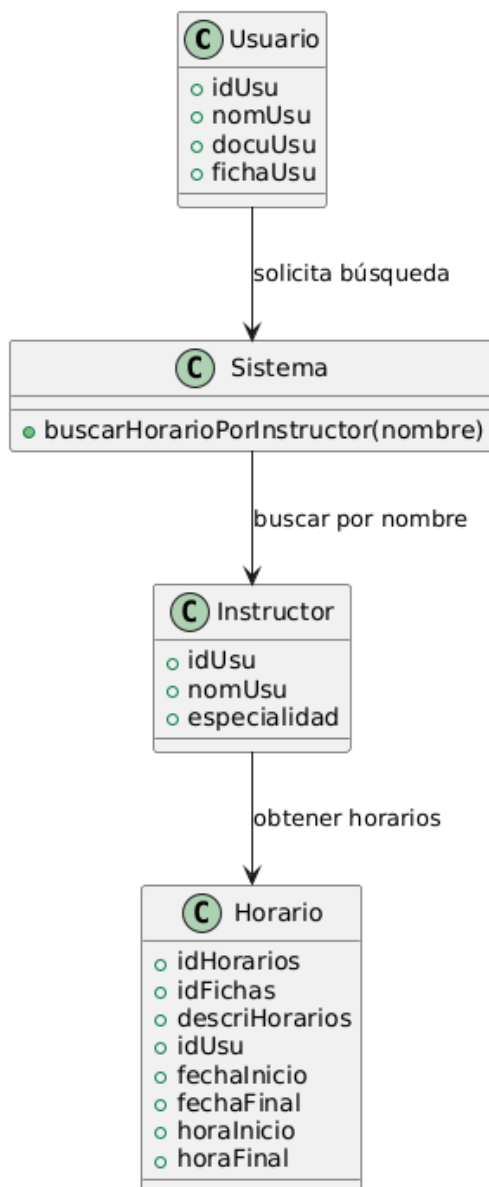 C Usuario
idUsu
nomUsu
docuUsu
fichaUsu
solicita búsqueda
C Sistema
buscarHorarioPorInstructor(nombre)
buscar por nombre
C Instructor
idUsu
nomUsu
especialidad
obtener horarios
C Horario
idHorarios
idFichas
descriHorarios
idUsu
fechaInicio
fechaFinal
horaInicio
horaFinal